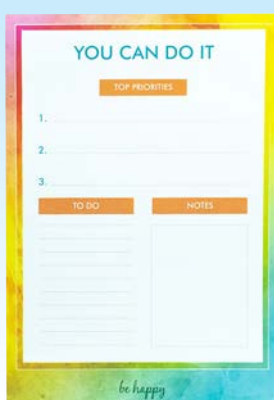 YOU CAN DO IT
TOP PRIORITIES
1.
2.
3.
TO DO
NOTES
be happy